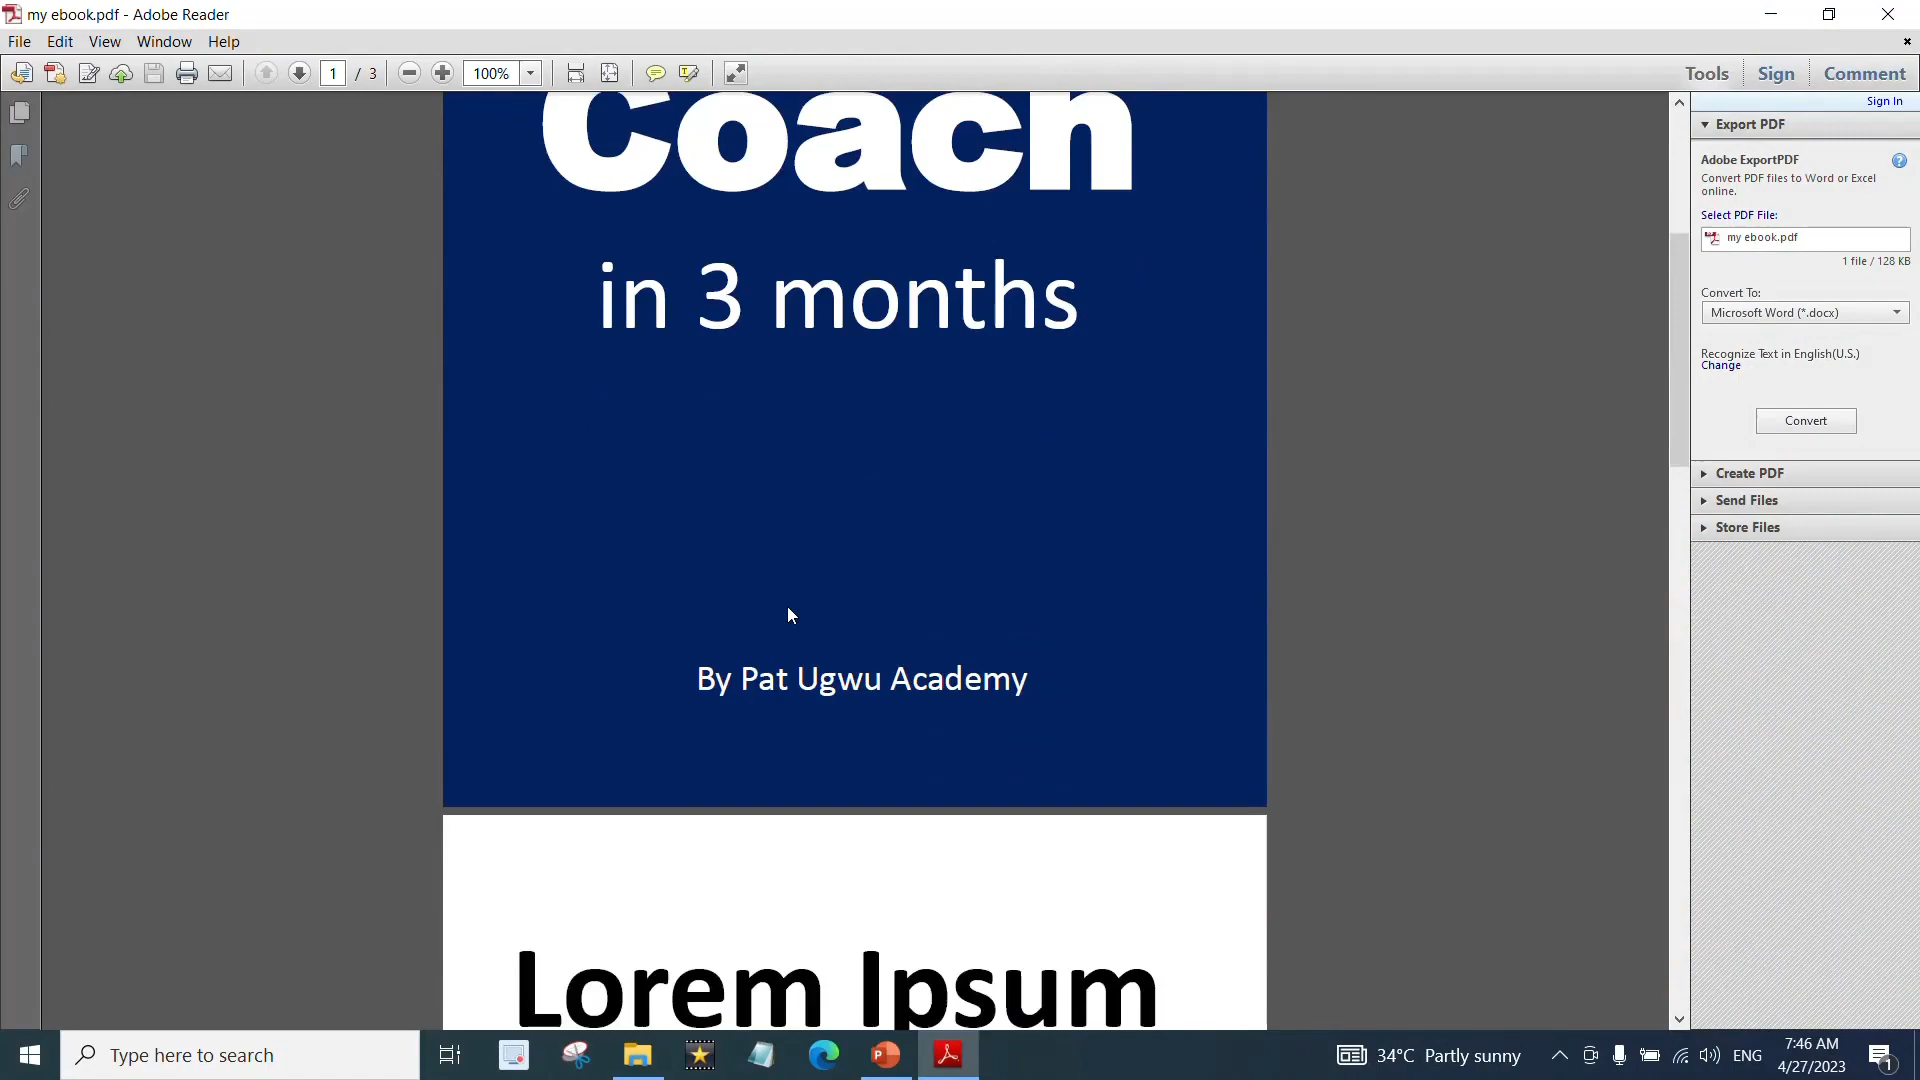 my ebook.pdf - Adobe Reader
File Edit View Window Help
1 / 3 100% Tools Sign Comment
Sign In
Export PDF
Adobe ExportPDF
Convert PDF files to Word or Excel
online.
Select PDF File:
my ebook.pdf
1 file / 128 KB
Convert To:
Microsoft Word (*.docx)
Recognize Text in English(U.S.)
Change
Convert
Create PDF
Send Files
Store Files
Coach
in 3 months
By Pat Ugwu Academy
Lorem Ipsum
Type here to search
34°C Partly sunny
ENG
7:46 AM
4/27/2023
1